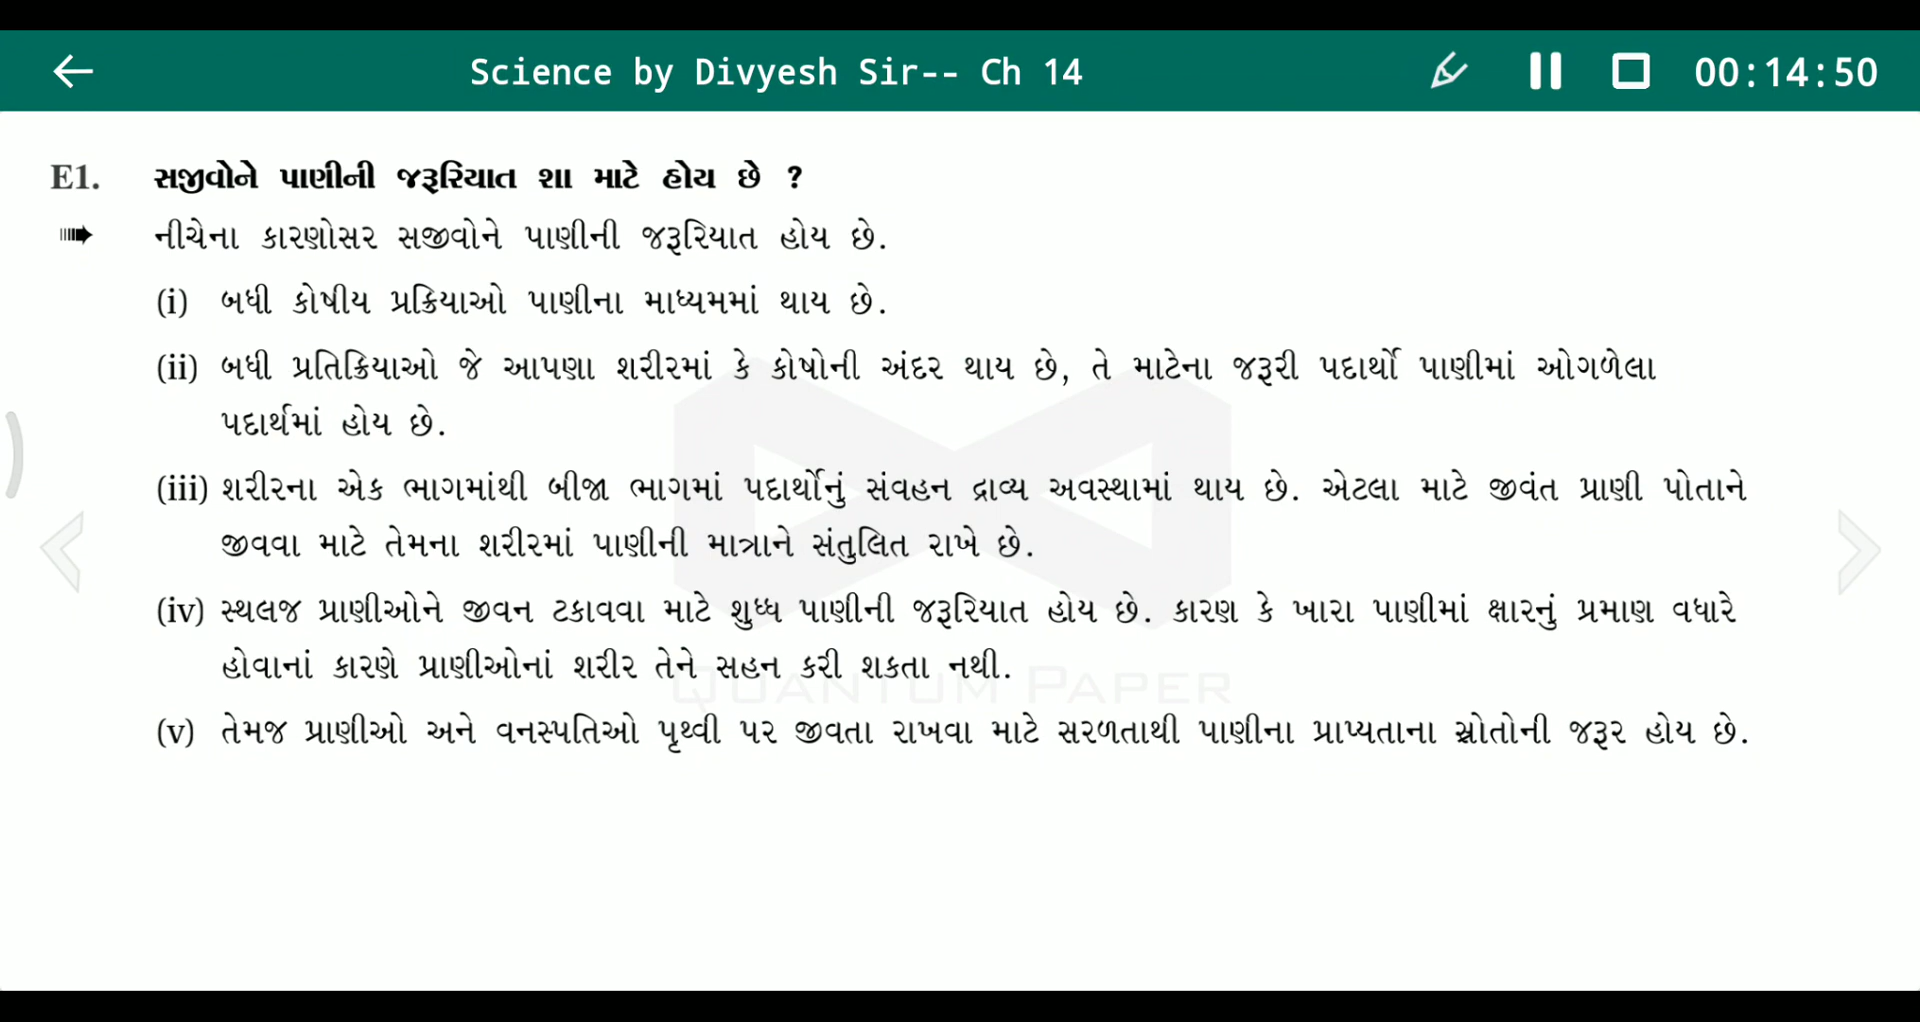 Science by Divyesh Sir-- Ch 14
00:14:50
E1. સજીવોને પાણીની જરૂરિયાત શા માટે હોય છે ?
નીચેના કારણોસર સજીવોને પાણીની જરૂરિયાત હોય છે.
(i) બધી કોષીય પ્રક્રિયાઓ પાણીના માધ્યમમાં થાય છે.
(ii) બધી પ્રતિક્રિયાઓ જે આપણા શરીરમાં કે કોષોની અંદર થાય છે, તે માટેના જરૂરી પદાર્થો પાણીમાં ઓગળેલા
પદાર્થમાં હોય છે.
(iii) શરીરના એક ભાગમાંથી બીજા ભાગમાં પદાર્થોનું સંવહન દ્રાવ્ય અવસ્થામાં થાય છે. એટલા માટે જીવંત પ્રાણી પોતાને
જીવવા માટે તેમના શરીરમાં પાણીની માત્રાને સંતુલિત રાખે છે.
(iv) સ્થલજ પ્રાણીઓને જીવન ટકાવવા માટે શુધ્ધ પાણીની જરૂરિયાત હોય છે. કારણ કે ખારા પાણીમાં ક્ષારનું પ્રમાણ વધારે
હોવાનાં કારણે પ્રાણીઓનાં શરીર તેને સહન કરી શકતા નથી.
QUANTUM PAPER
(v) તેમજ પ્રાણીઓ અને વનસ્પતિઓ પૃથ્વી પર જીવતા રાખવા માટે સરળતાથી પાણીના પ્રાપ્યતાના સ્રોતોની જરૂર હોય છે.